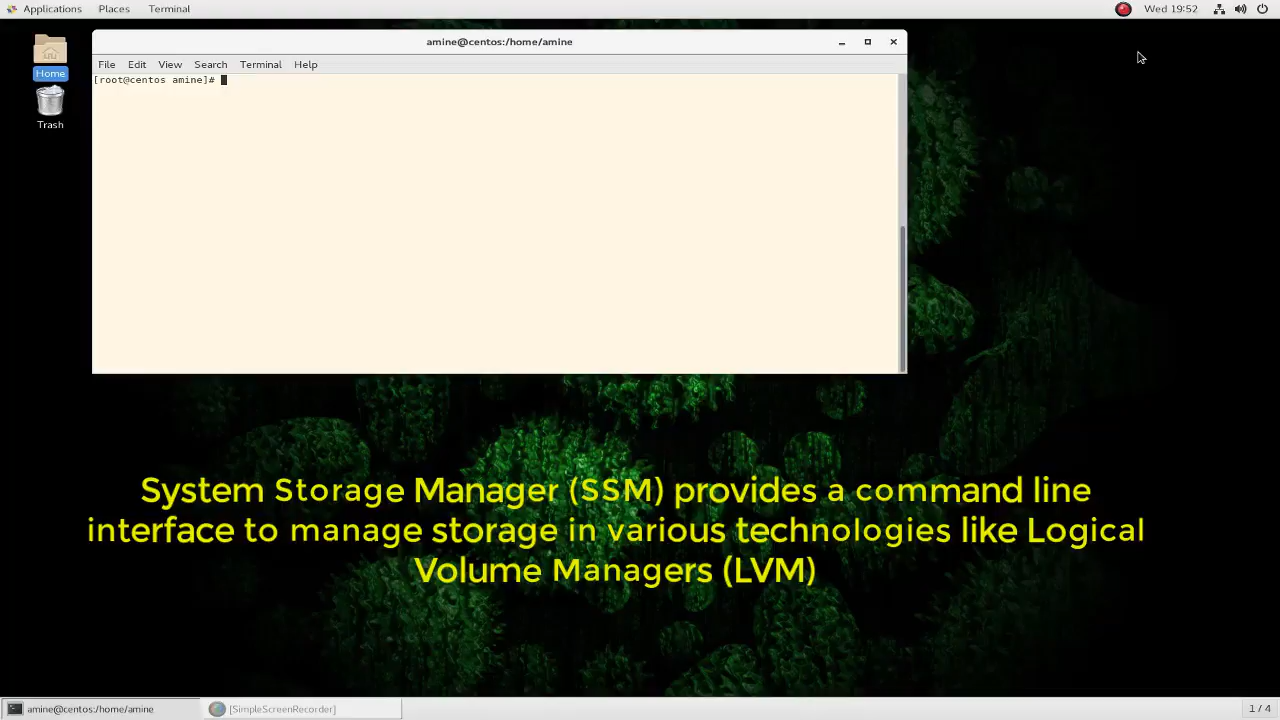 Applications Places Terminal Wed 19:52
Home
Trash
amine@centos:/home/amine
File Edit View Search Terminal Help
[root@centos amine]#
System Storage Manager (SSM) provides a command line
interface to manage storage in various technologies like Logical
Volume Managers (LVM)
amine@centos:/home/amine [SimpleScreenRecorder] 1 / 4